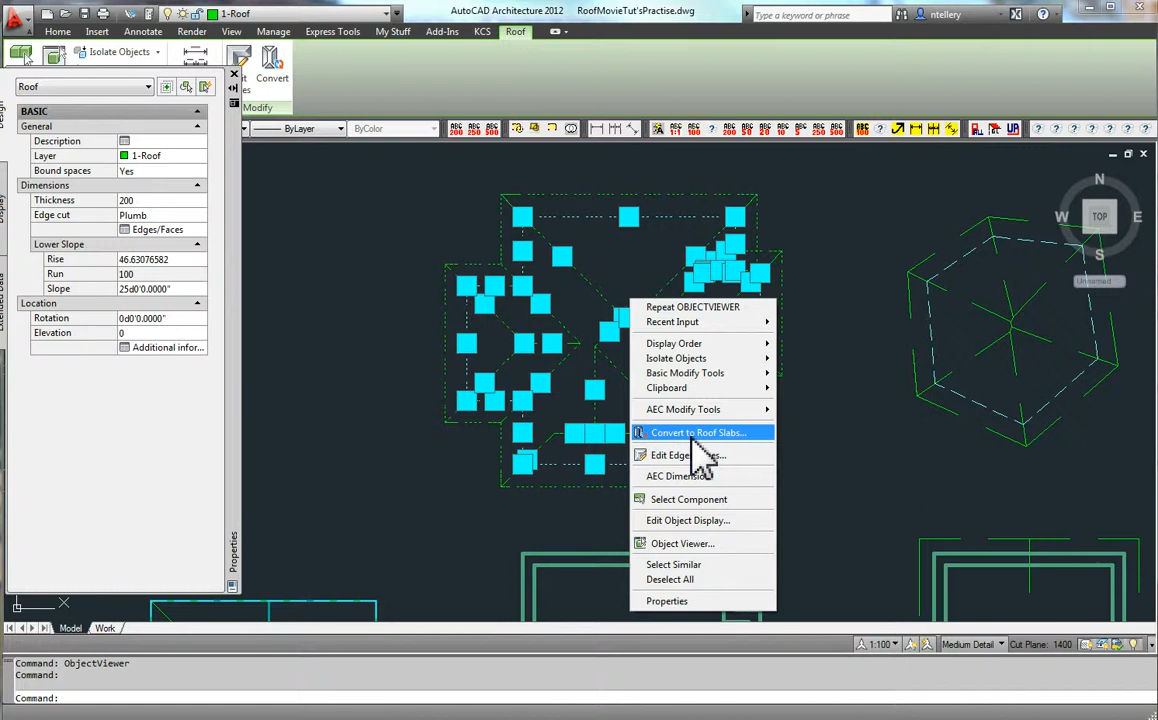 1-Roof
AutoCAD Architecture 2012 RoofMovieTut'sPractise.dwg
Type a keyword or phrase
ntellery
Home Insert Annotate Render View Manage Express Tools My Stuff Add-Ins KCS Roof
Isolate Objects
Convert
Modify
ByLayer
ByColor
Roof
BASIC
General
Description
Layer 1-Roof
Bound spaces Yes
Dimensions
Thickness 200
Edge cut Plumb
Edges/Faces
Lower Slope
Rise 46.63076582
Run 100
Slope 25d0'0.0000"
Location
Rotation 0d0'0.0000"
Elevation 0
Additional infor...
Design
Display
Extended Data
Properties
N
W TOP E
S
Unnamed
Repeat OBJECTVIEWER
Recent Input
Display Order
Isolate Objects
Basic Modify Tools
Clipboard
AEC Modify Tools
Convert to Roof Slabs...
AEC Dimension
Select Component
Edit Object Display...
Object Viewer...
Select Similar
Deselect All
Properties
Model Work
1:100 Medium Detail Cut Plane: 1400
Command: ObjectViewer
Command:
Command: